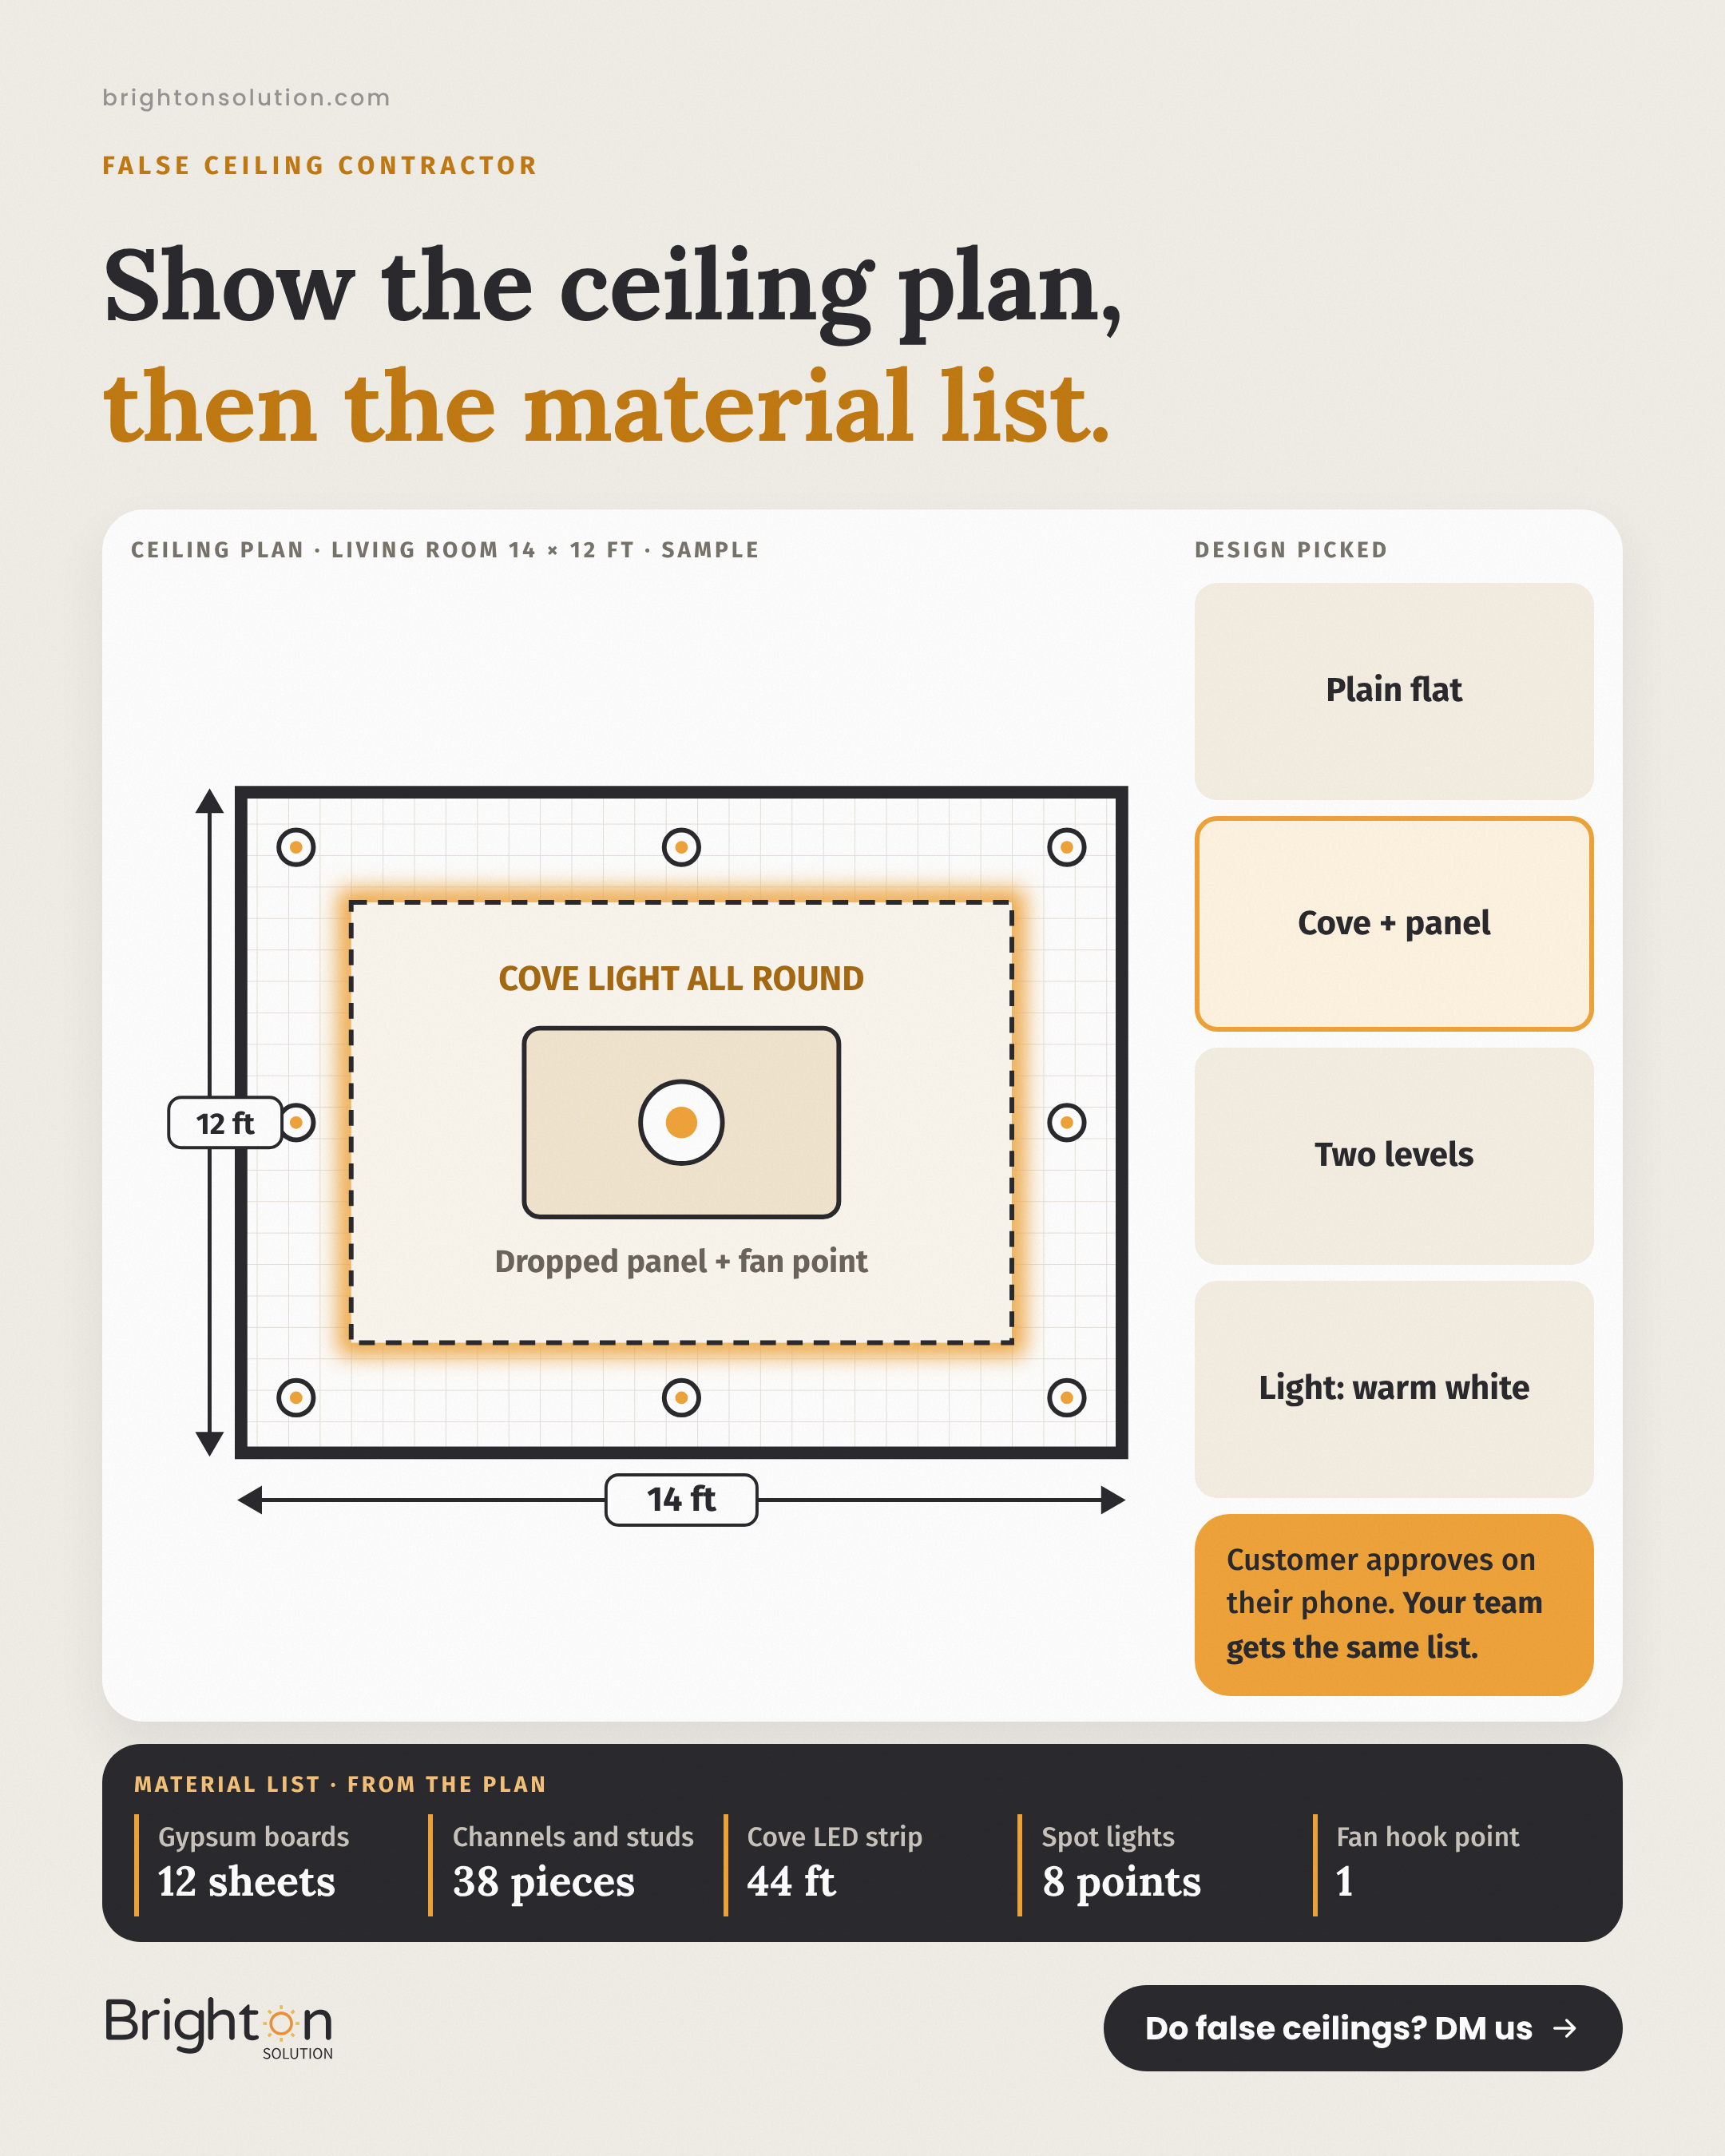 brightonsolution.com
FALSE CEILING CONTRACTOR
Show the ceiling plan,
then the material list.
CEILING PLAN · LIVING ROOM 14 × 12 FT · SAMPLE
COVE LIGHT ALL ROUND
12 ft
Dropped panel + fan point
14 ft
DESIGN PICKED
Plain flat
Cove + panel
Two levels
Light: warm white
Customer approves on
their phone. Your team
gets the same list.
MATERIAL LIST · FROM THE PLAN
Gypsum boards
12 sheets
Channels and studs
38 pieces
Cove LED strip
44 ft
Spot lights
8 points
Fan hook point
1
Brighton
SOLUTION
Do false ceilings? DM us →